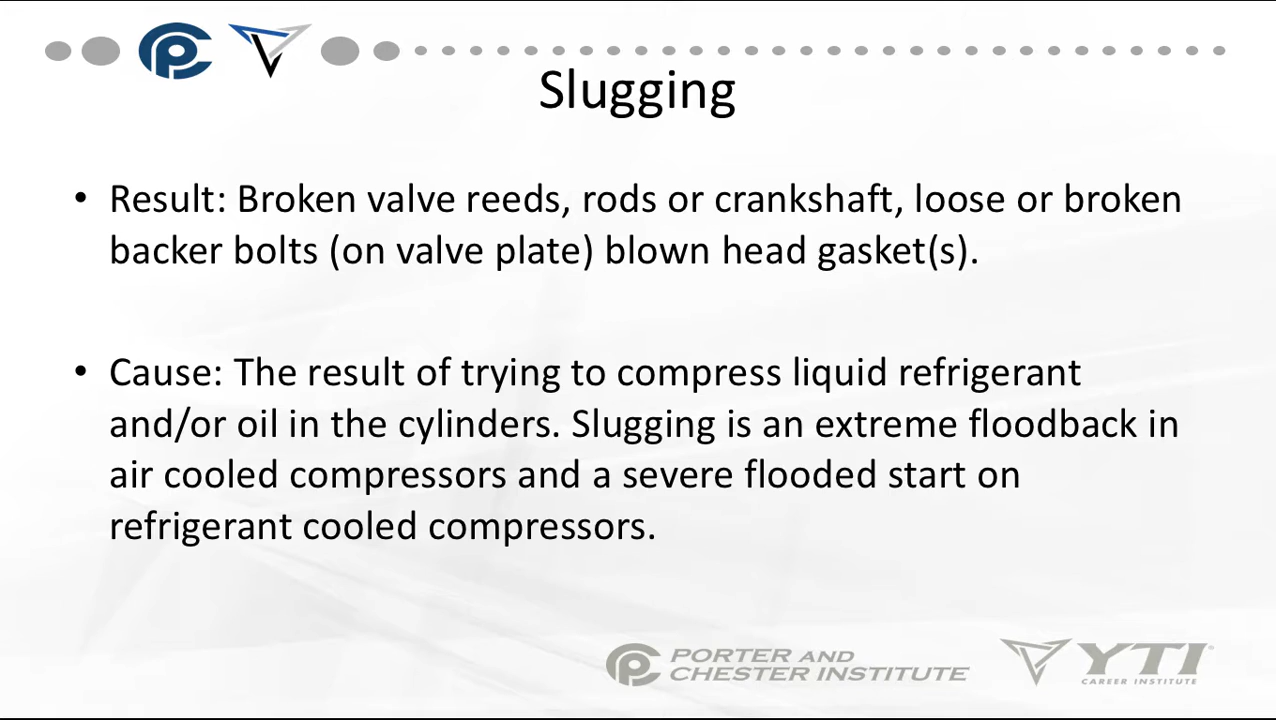 Slugging
• Result: Broken valve reeds, rods or crankshaft, loose or broken
backer bolts (on valve plate) blown head gasket(s).
• Cause: The result of trying to compress liquid refrigerant
and/or oil in the cylinders. Slugging is an extreme floodback in
air cooled compressors and a severe flooded start on
refrigerant cooled compressors.
PORTER AND
CHESTER INSTITUTE
YTI
CAREER INSTITUTE